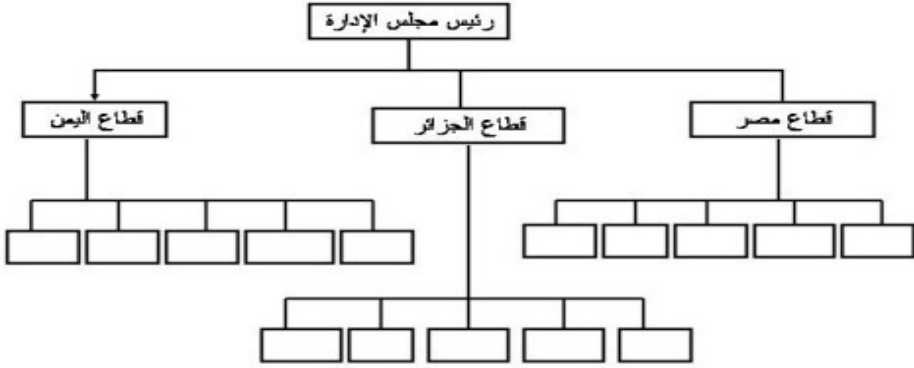 رئيس مجلس الإدارة
قطاع مصر
قطاع الجزائر
قطاع اليمن